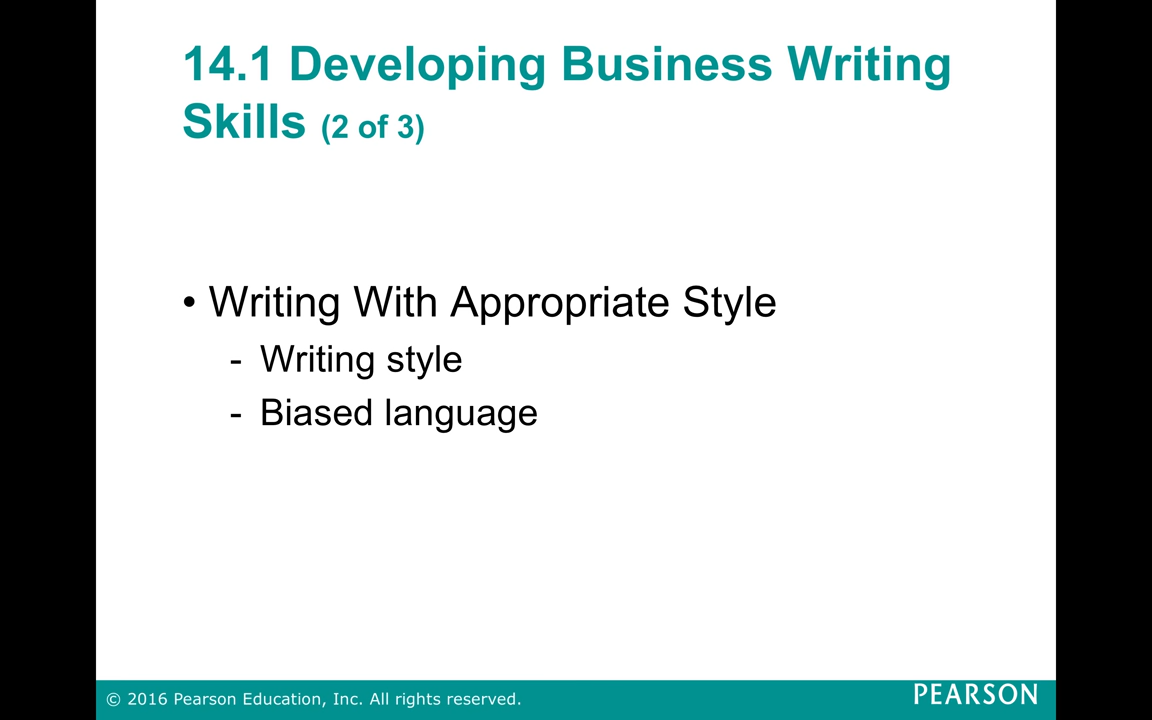 14.1 Developing Business Writing
Skills (2 of 3)
• Writing With Appropriate Style
- Writing style
- Biased language
© 2016 Pearson Education, Inc. All rights reserved.
PEARSON